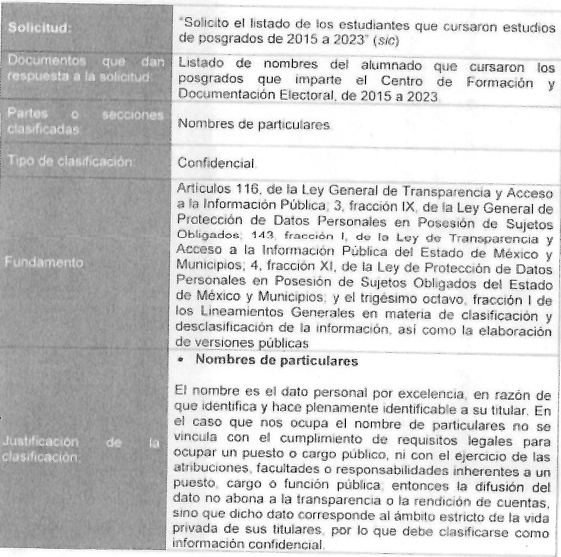 Solicitud:
"Solicito el listado de los estudiantes que cursaron estudios
de posgrados de 2015 a 2023" (sic)
Documentos que dan
respuesta a la solicitud:
Listado de nombres del alumnado que cursaron los
posgrados que imparte el Centro de Formación y
Documentación Electoral, de 2015 a 2023
Partes o secciones
clasificadas:
Nombres de particulares
Tipo de clasificación:
Confidencial
Fundamento
Artículos 116, de la Ley General de Transparencia y Acceso
a la Información Pública; 3, fracción IX, de la Ley General de
Protección de Datos Personales en Posesión de Sujetos
Obligados; 143, fracción I, de la Ley de Transparencia y
Acceso a la Información Pública del Estado de México y
Municipios; 4, fracción XI, de la Ley de Protección de Datos
Personales en Posesión de Sujetos Obligados del Estado
de México y Municipios; y el trigésimo octavo, fracción I de
los Lineamientos Generales en materia de clasificación y
desclasificación de la información, así como la elaboración
de versiones públicas
Justificación de la
clasificación:
• Nombres de particulares
El nombre es el dato personal por excelencia, en razón de
que identifica y hace plenamente identificable a su titular. En
el caso que nos ocupa el nombre de particulares no se
vincula con el cumplimiento de requisitos legales para
ocupar un puesto o cargo público, ni con el ejercicio de las
atribuciones, facultades o responsabilidades inherentes a un
puesto, cargo o función pública, entonces la difusión del
dato no abona a la transparencia o la rendición de cuentas,
sino que dicho dato corresponde al ámbito estricto de la vida
privada de sus titulares, por lo que debe clasificarse como
información confidencial.